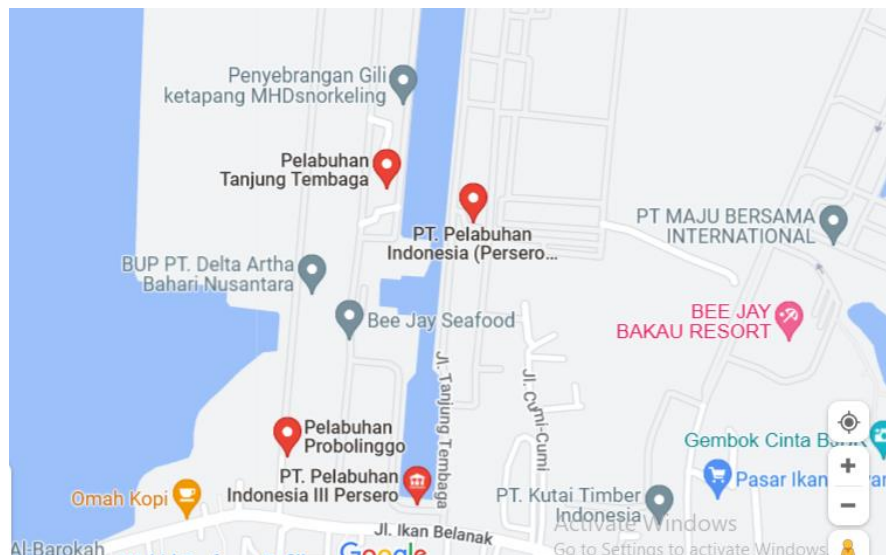 Penyebrangan Gili
ketapang MHDsnorkeling
Pelabuhan
Tanjung Tembaga
PT. Pelabuhan
Indonesia (Persero...
PT MAJU BERSAMA
INTERNATIONAL
BUP PT. Delta Artha
Bahari Nusantara
Bee Jay Seafood
BEE JAY
BAKAU RESORT
Jl. Tanjung Tembaga
Jl. Cumi-Cumi
Pelabuhan
Probolinggo
Gembok Cinta
PT. Pelabuhan
Indonesia III Persero
Pasar Ikan
Omah Kopi
PT. Kutai Timber
Indonesia
Activate Windows
Go to Settings to activate Windows.
Jl. Ikan Belanak
Al-Barokah
Google